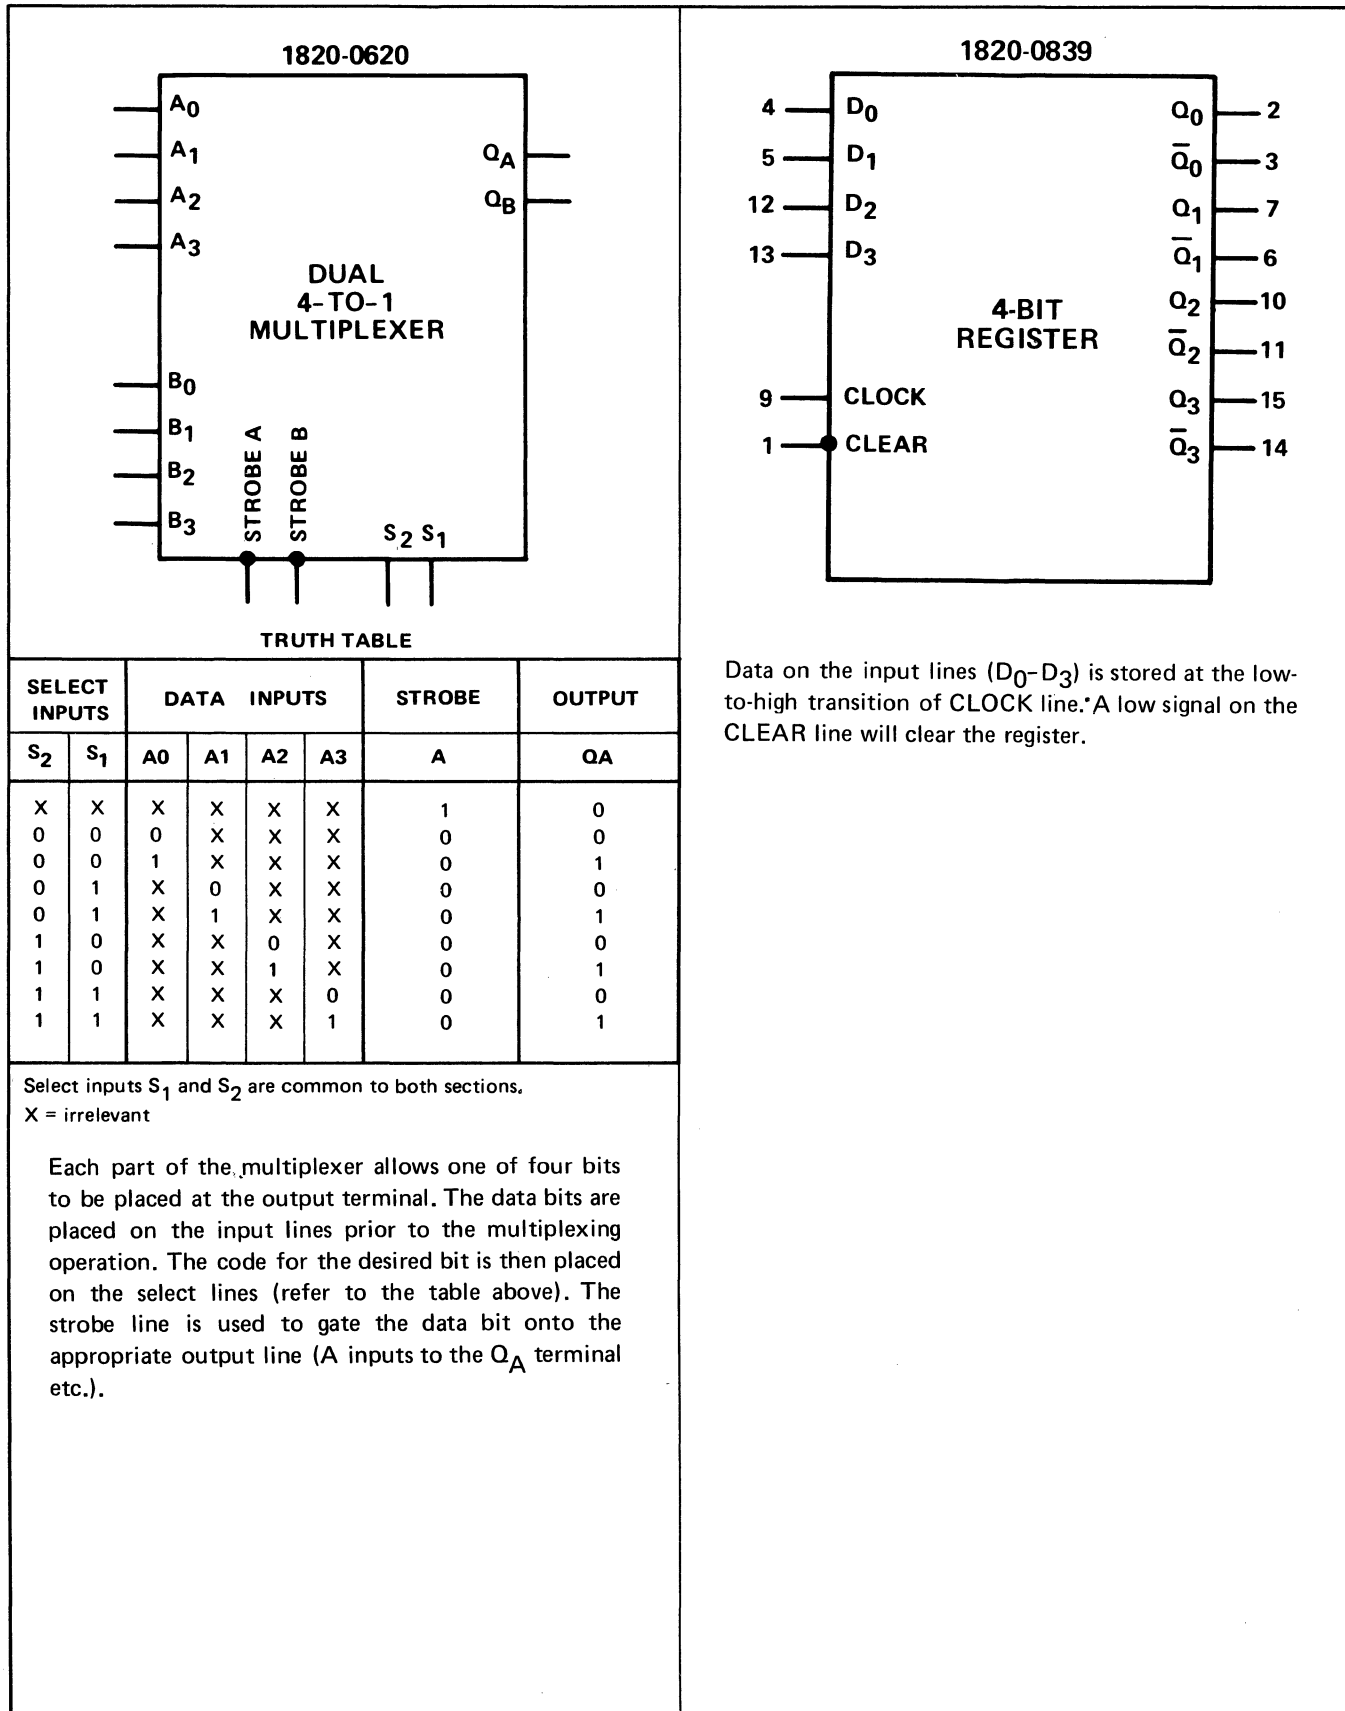 1820-0620
A0
A1
A2
A3
QA
QB
DUAL
4-TO-1
MULTIPLEXER
B0
B1
B2
B3
STROBE A
STROBE B
S2 S1
TRUTH TABLE
SELECT INPUTS DATA INPUTS STROBE OUTPUT
S2 S1 A0 A1 A2 A3 A QA
X X X X X X 1 0
0 0 0 X X X 0 0
0 0 1 X X X 0 1
0 1 X 0 X X 0 0
0 1 X 1 X X 0 1
1 0 X X 0 X 0 0
1 0 X X 1 X 0 1
1 1 X X X 0 0 0
1 1 X X X 1 0 1
Select inputs S1 and S2 are common to both sections.
X = irrelevant
Each part of the multiplexer allows one of four bits
to be placed at the output terminal. The data bits are
placed on the input lines prior to the multiplexing
operation. The code for the desired bit is then placed
on the select lines (refer to the table above). The
strobe line is used to gate the data bit onto the
appropriate output line (A inputs to the QA terminal
etc.).
1820-0839
4 D0 Q0 2
5 D1 Q̅0 3
12 D2 Q1 7
13 D3 Q̅1 6
Q2 10
4-BIT
REGISTER
Q̅2 11
9 CLOCK Q3 15
1 CLEAR Q̅3 14
Data on the input lines (D0-D3) is stored at the low-
to-high transition of CLOCK line. A low signal on the
CLEAR line will clear the register.